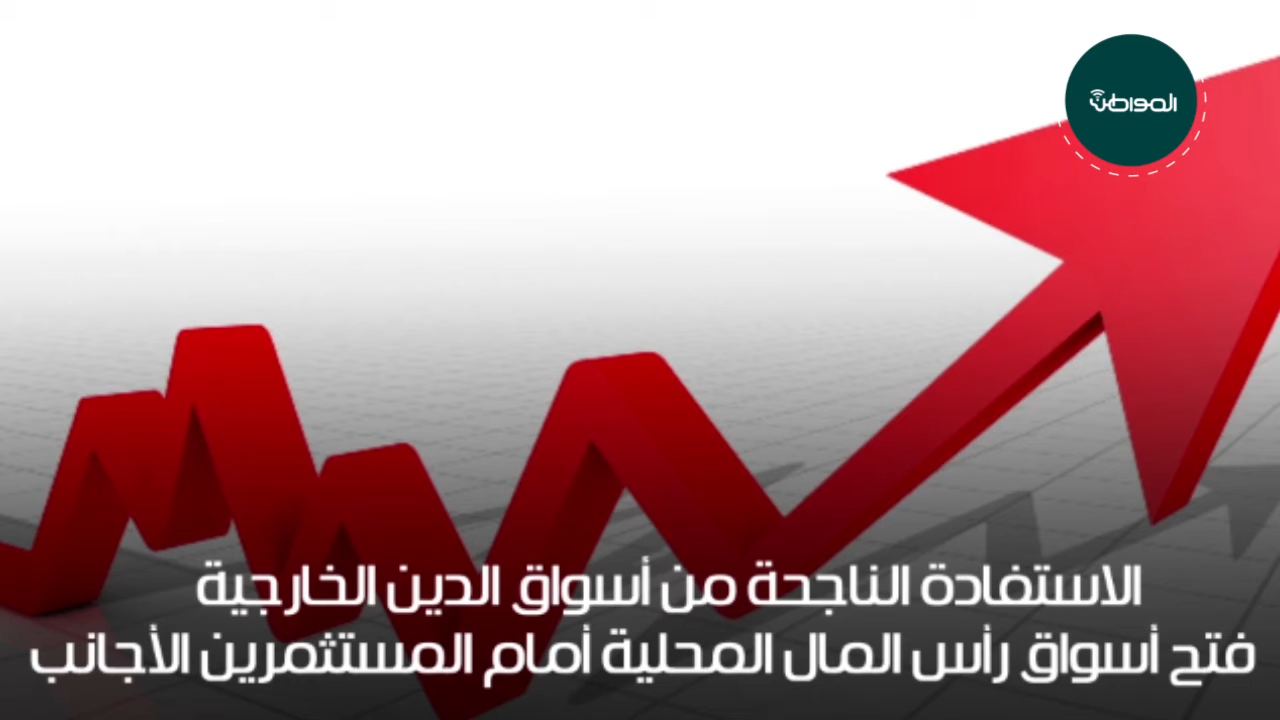 المواطن
الاستفادة الناجحة من أسواق الدين الخارجية
فتح أسواق رأس المال المحلية أمام المستثمرين الأجانب